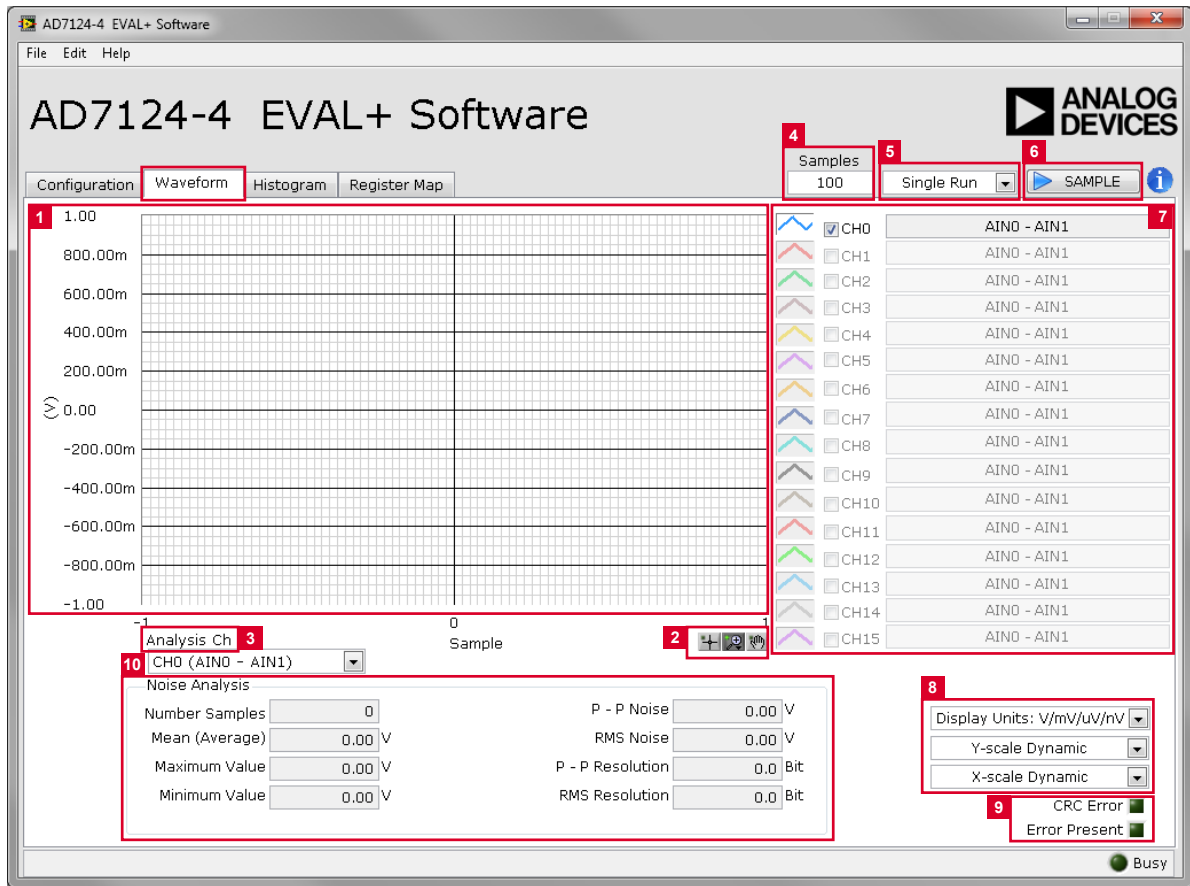 AD7124-4 EVAL+ Software
File Edit Help
AD7124-4 EVAL+ Software
ANALOG
DEVICES
4
Samples
100
5
Single Run
6
SAMPLE
i
Configuration
Waveform
Histogram
Register Map
1
1.00
800.00m
600.00m
400.00m
200.00m
0.00
-200.00m
-400.00m
-600.00m
-800.00m
-1.00
(V)
-1
0
1
Sample
7
CH0 AIN0 - AIN1
CH1 AIN0 - AIN1
CH2 AIN0 - AIN1
CH3 AIN0 - AIN1
CH4 AIN0 - AIN1
CH5 AIN0 - AIN1
CH6 AIN0 - AIN1
CH7 AIN0 - AIN1
CH8 AIN0 - AIN1
CH9 AIN0 - AIN1
CH10 AIN0 - AIN1
CH11 AIN0 - AIN1
CH12 AIN0 - AIN1
CH13 AIN0 - AIN1
CH14 AIN0 - AIN1
CH15 AIN0 - AIN1
2
Analysis Ch
3
CH0 (AIN0 - AIN1)
10
Noise Analysis
Number Samples 0
Mean (Average) 0.00 V
Maximum Value 0.00 V
Minimum Value 0.00 V
P - P Noise 0.00 V
RMS Noise 0.00 V
P - P Resolution 0.0 Bit
RMS Resolution 0.0 Bit
8
Display Units: V/mV/uV/nV
Y-scale Dynamic
X-scale Dynamic
9
CRC Error
Error Present
Busy